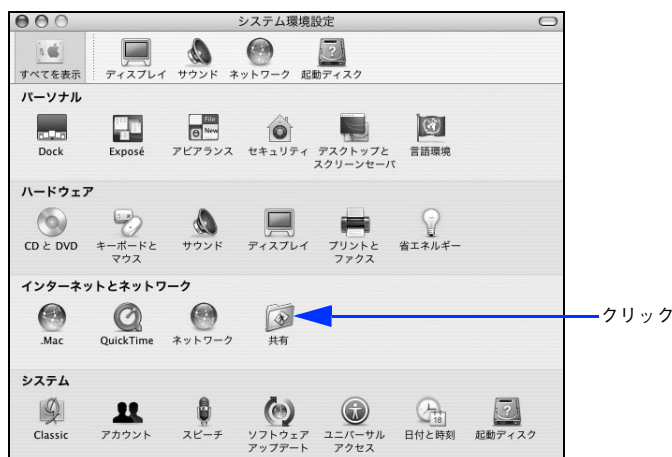 システム環境設定
すべてを表示 ディスプレイ サウンド ネットワーク 起動ディスク
パーソナル
File
New
Dock Exposé アピアランス セキュリティ デスクトップと 言語環境
スクリーンセーバ
ハードウェア
CD と DVD キーボードと サウンド ディスプレイ プリントと 省エネルギー
マウス ファクス
インターネットとネットワーク
クリック
.Mac QuickTime ネットワーク 共有
システム
18
Classic アカウント スピーチ ソフトウェア ユニバーサル 日付と時刻 起動ディスク
アップデート アクセス